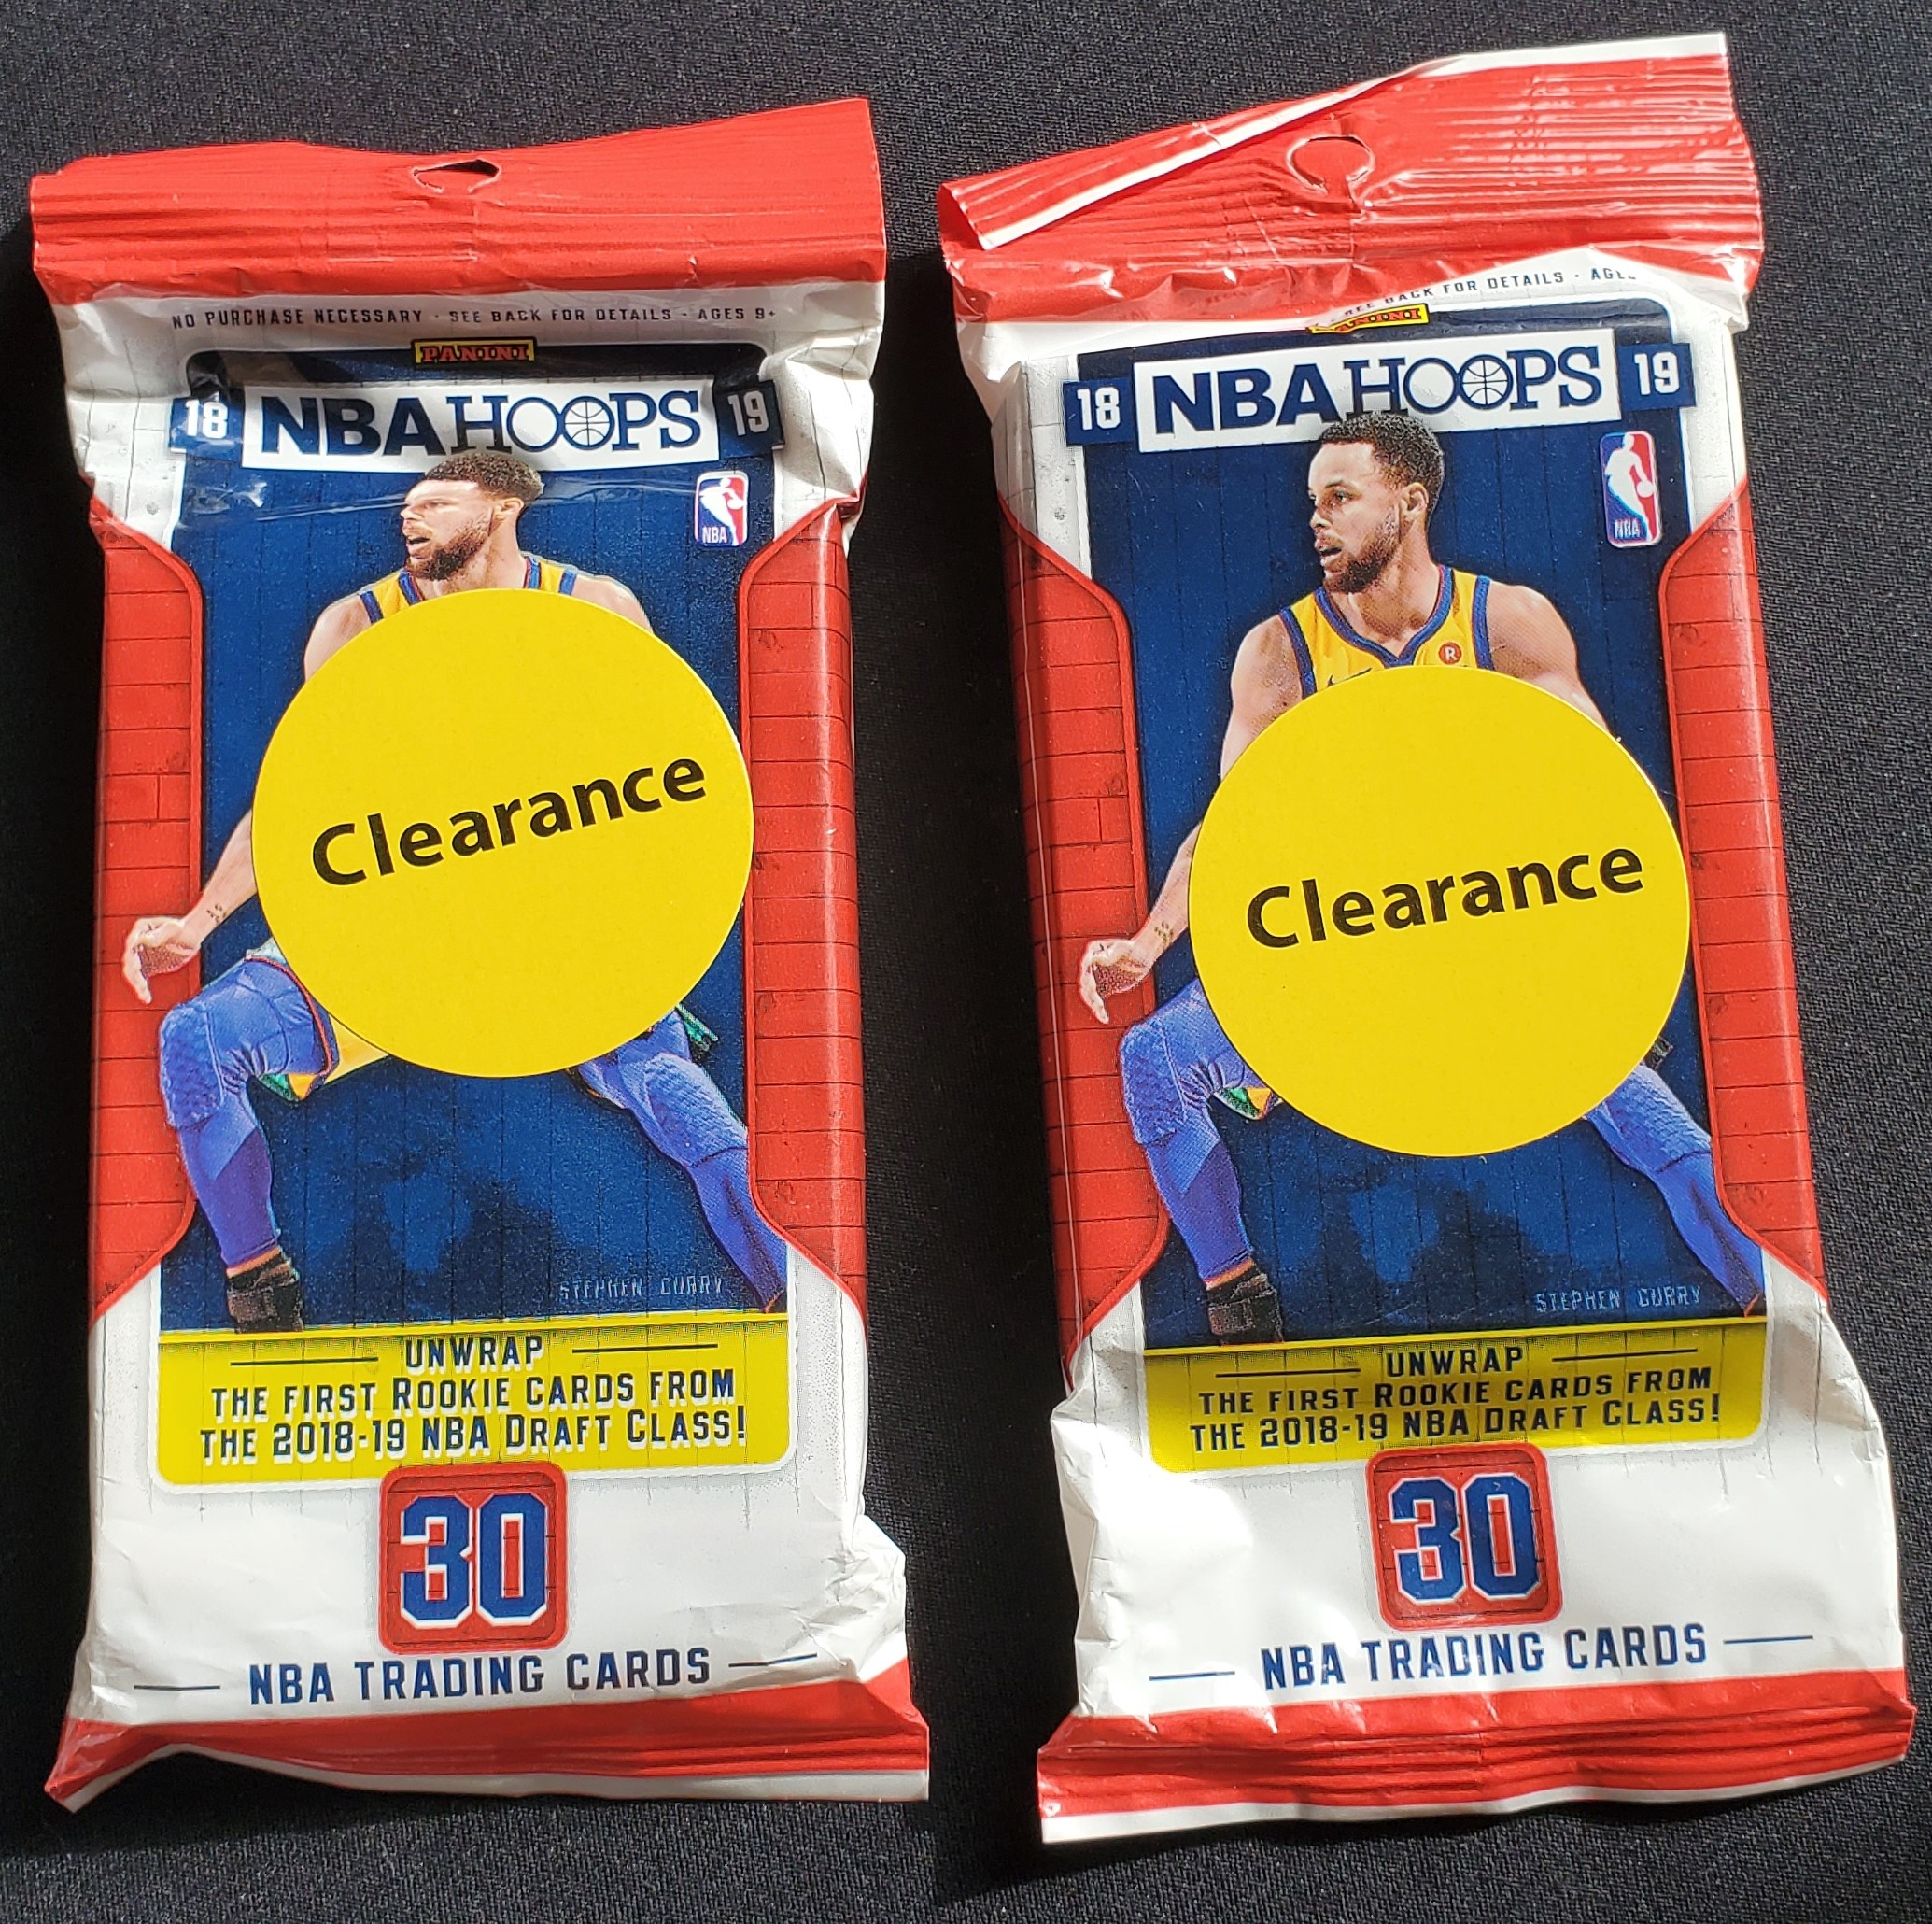 NO PURCHASE NECESSARY · SEE BACK FOR DETAILS · AGES 9+
PANINI
18 NBA HOOPS 19
NBA
Clearance
STEPHEN CURRY
UNWRAP
THE FIRST ROOKIE CARDS FROM
THE 2018-19 NBA DRAFT CLASS!
30
NBA TRADING CARDS
SEE BACK FOR DETAILS ·
PANINI
18 NBA HOOPS 19
NBA
R
Clearance
STEPHEN CURRY
UNWRAP
THE FIRST ROOKIE CARDS FROM
THE 2018-19 NBA DRAFT CLASS!
30
NBA TRADING CARDS